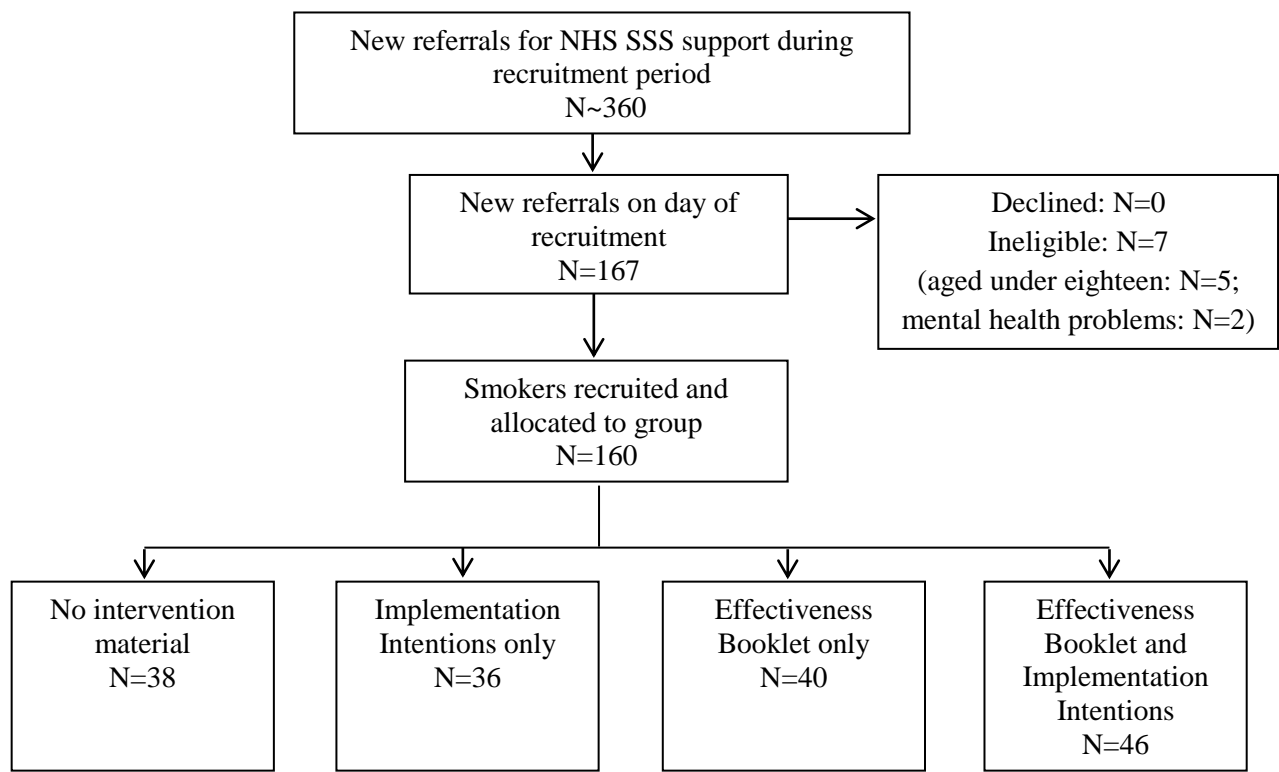 New referrals for NHS SSS support during
recruitment period
N~360
New referrals on day of
recruitment
N=167
Declined: N=0
Ineligible: N=7
(aged under eighteen: N=5;
mental health problems: N=2)
Smokers recruited and
allocated to group
N=160
No intervention
material
N=38
Implementation
Intentions only
N=36
Effectiveness
Booklet only
N=40
Effectiveness
Booklet and
Implementation
Intentions
N=46